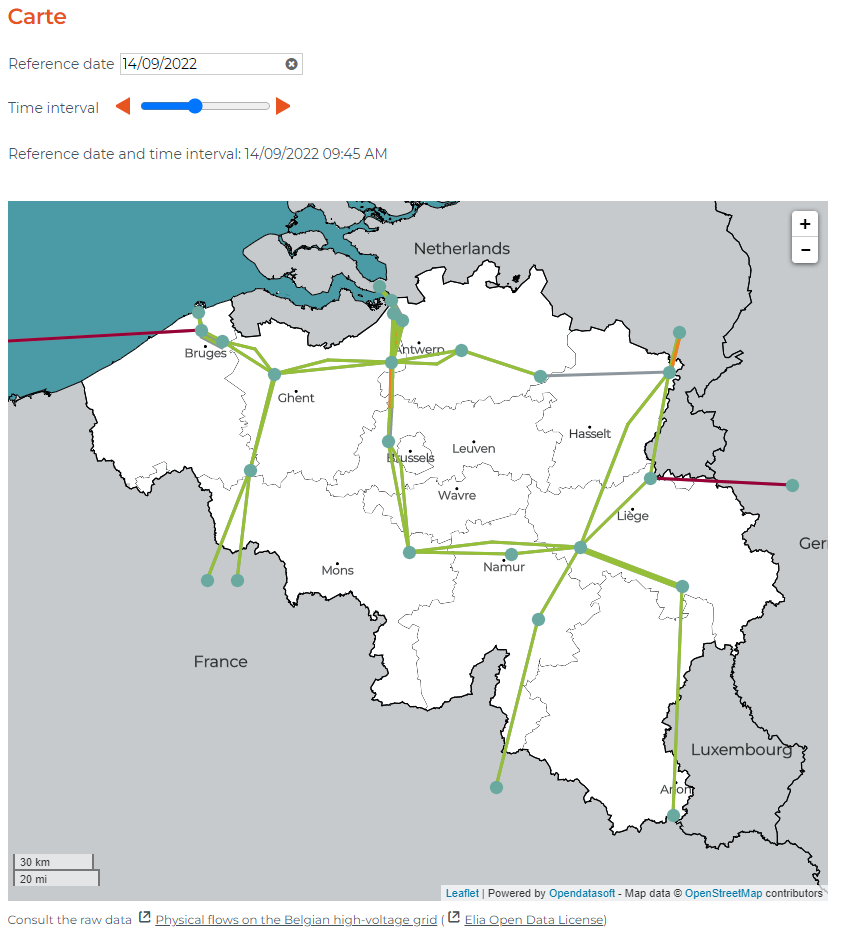 Carte
Reference date 14/09/2022
Time interval
Reference date and time interval: 14/09/2022 09:45 AM
+
−
Netherlands
Antwerp
Bruges
Ghent
Hasselt
Leuven
Brussels
Wavre
Liège
Ger
Mons
Namur
France
Luxembourg
Arlon
30 km
20 mi
Leaflet | Powered by Opendatasoft - Map data © OpenStreetMap contributors
Consult the raw data Physical flows on the Belgian high-voltage grid ( Elia Open Data License)